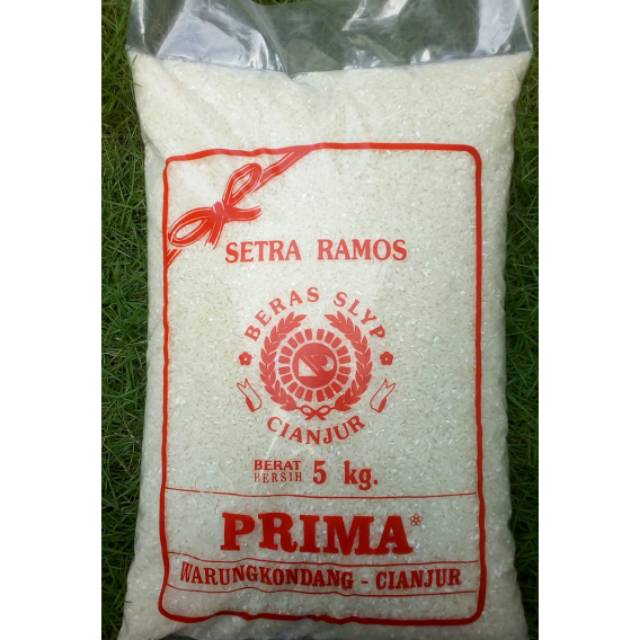 SETRA RAMOS
BERAS SLYP
CIANJUR
BERAT
BERSIH 5 kg.
PRIMA®
WARUNGKONDANG - CIANJUR